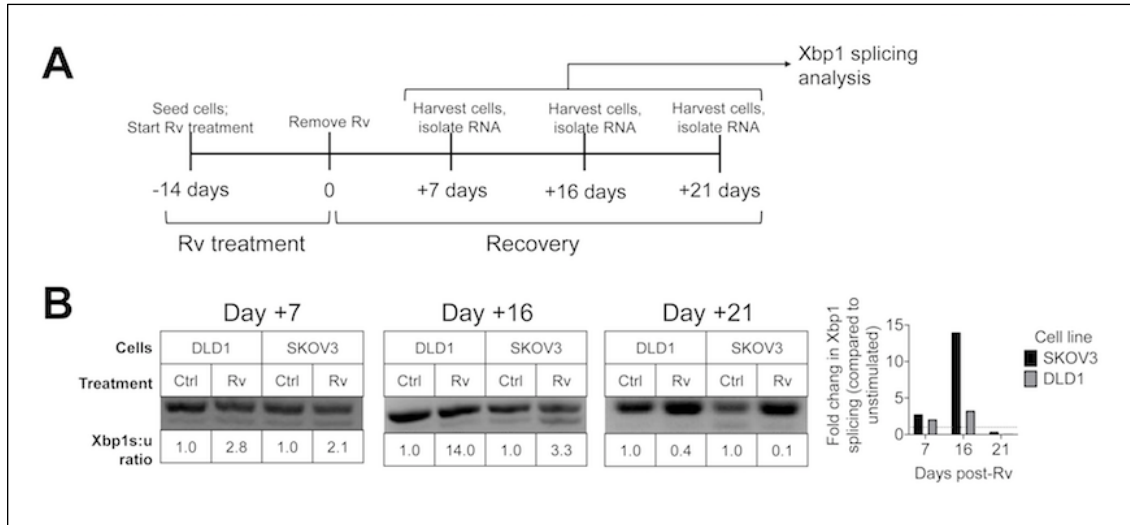 A
Xbp1 splicing
analysis
Seed cells;
Start Rv treatment
Remove Rv
Harvest cells,
isolate RNA
Harvest cells,
isolate RNA
Harvest cells,
isolate RNA
-14 days
0
+7 days
+16 days
+21 days
Rv treatment
Recovery
B
Day +7
Day +16
Day +21
Cells
DLD1 SKOV3
DLD1 SKOV3
DLD1 SKOV3
Treatment
Ctrl Rv Ctrl Rv
Ctrl Rv Ctrl Rv
Ctrl Rv Ctrl Rv
Xbp1s:u
ratio
1.0 2.8 1.0 2.1
1.0 14.0 1.0 3.3
1.0 0.4 1.0 0.1
Fold chang in Xbp1
splicing (compared to
unstimulated)
15
10
5
0
7 16 21
Days post-Rv
Cell line
SKOV3
DLD1